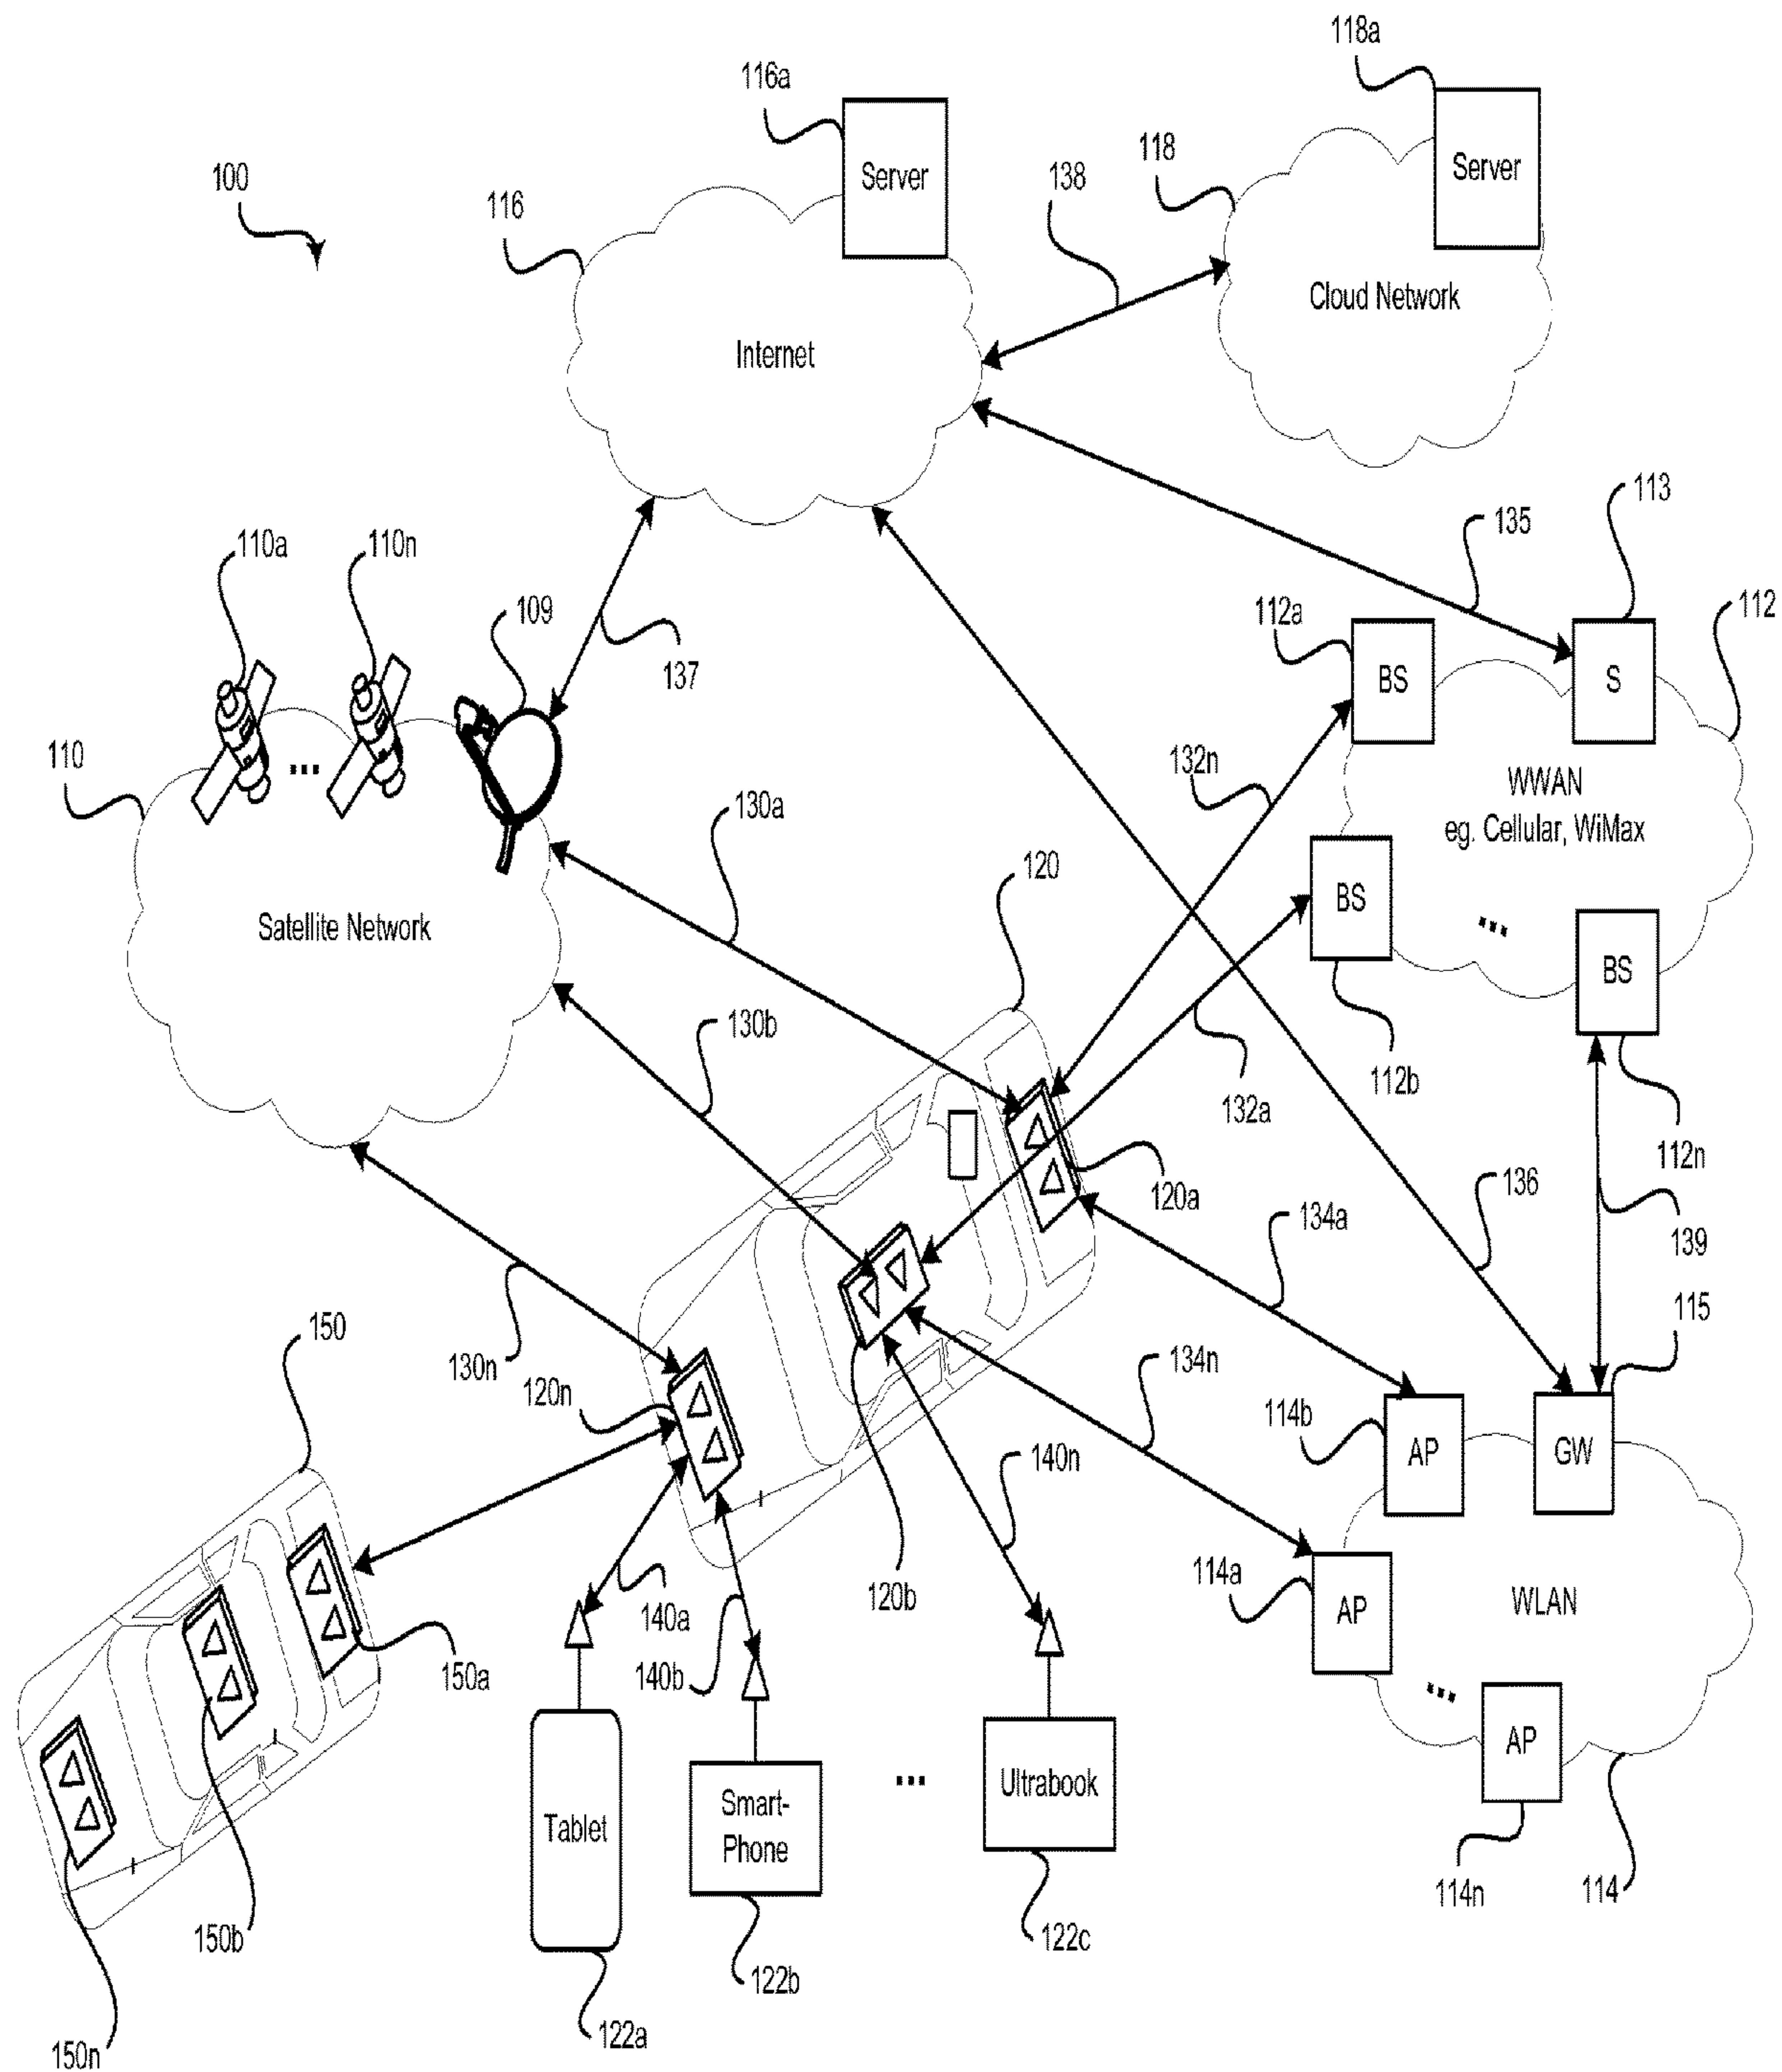 118a
116a
Server
118
Server
138
100
116
Cloud Network
Internet
113
135
110a
110n
109
112a
112
137
BS
S
132n
WWAN
eg. Cellular, WiMax
110
130a
120
BS
Satellite Network
...
...
BS
130b
112b
132a
112n
120a
136
139
134a
115
150
130n
120n
134n
114b
AP
GW
140n
114a
AP
WLAN
120b
140a
140b
150a
...
AP
Tablet
Smart-
Phone
...
Ultrabook
114n
114
150b
122c
122b
122a
150n